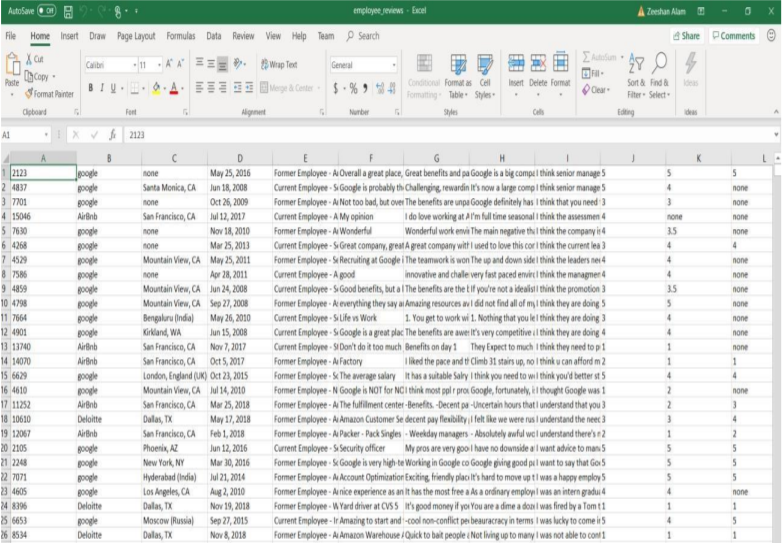 AutoSave Off employee_reviews - Excel Zeeshan Alam
File Home Insert Draw Page Layout Formulas Data Review View Help Team Search Share Comments
Cut Calibri 11 A A Wrap Text General AutoSum
Copy
Paste Format Painter B I U A Merge & Center $ % Conditional Formatting Format as Table Cell Styles Insert Delete Format Fill Clear Sort & Filter Find & Select Ideas
Clipboard Font Alignment Number Styles Cells Editing Ideas
A1 fx 2123
A B C D E F G H I J K L
1 2123 google none May 25, 2016 Former Employee - A Overall a great place, Great benefits and pa Google is a big compa I think senior manage 5 5 5
2 4837 google Santa Monica, CA Jun 18, 2008 Current Employee - S Google is probably th Challenging, rewardin It's now a large comp I think senior manage 5 4 none
3 7701 google none Oct 26, 2009 Former Employee - A Not too bad, but over The benefits are unpa Google definitely has I think that you need 3 3 none
4 15046 AirBnb San Francisco, CA Jul 12, 2017 Current Employee - A My opinion I do love working at A I'm full time seasonal I think the assessmen 4 none none
5 7630 google none Nov 18, 2010 Former Employee - A Wonderful Wonderful work envi The main negative th I think the company is 4 3.5 none
6 4268 google none Mar 25, 2013 Current Employee - S Great company, great A great company witl I used to love this cor I think the current lea 3 4 4
7 4529 google Mountain View, CA May 25, 2011 Former Employee - S Recruiting at Google i The teamwork is won The up and down side I think the leaders nee 4 4 none
8 7586 google none Apr 28, 2011 Current Employee - A good innovative and challe very fast paced envir I think the managmer 4 4 none
9 4859 google Mountain View, CA Jun 24, 2008 Current Employee - S Good benefits, but a l The benefits are the t If you're not a idealist I think the promotion 3 3.5 none
10 4798 google Mountain View, CA Sep 27, 2008 Former Employee - everything they say a Amazing resources av I did not find all of my I think they are doing 5 5 none
11 7664 google Bengaluru (India) May 26, 2010 Current Employee - S Life vs Work 1. You get to work wi 1. Nothing that you le I think they are doing 3 4 none
12 4901 google Kirkland, WA Jun 15, 2008 Current Employee - S Google is a great plac The benefits are awe It's very competitive I think they are doing 4 4 none
13 13740 AirBnb San Francisco, CA Nov 7, 2017 Current Employee - S Don't do it too much Benefits on day 1 They Expect to much I think they need to p 1 1 none
14 14070 AirBnb San Francisco, CA Oct 5, 2017 Former Employee - A Factory I liked the pace and tl Climb 31 stairs up, no I think u can afford m 2 1 1
15 6629 google London, England (UK) Oct 23, 2015 Former Employee - S The average salary It has a suitable Salry I think you need to w I think you'd better st 5 4 4
16 4610 google Mountain View, CA Jul 14, 2010 Former Employee - N Google is NOT for NC I think most ppl r pro Google, fortunately, i I thought Google was 1 2 none
17 11252 AirBnb San Francisco, CA Mar 25, 2018 Former Employee - A The fulfillment center -Benefits. -Decent pa -Uncertain hours that I understand that you 3 2 3
18 10610 Deloitte Dallas, TX May 17, 2018 Former Employee - A Amazon Customer Se decent pay flexibility I felt like we were rus I understand the need 3 3 4
19 12067 AirBnb San Francisco, CA Feb 1, 2018 Former Employee - A Packer - Pack Singles - Weekday managers - Absolutely awful wo I understand there's n 2 1 2
20 2105 google Phoenix, AZ Jun 12, 2016 Current Employee - S Security officer My pros are very goo I have no downside a I want advice to man 5 5 5
21 2248 google New York, NY Mar 30, 2016 Current Employee - S Google is very high-te Working in Google co Google giving good pa I want to say that Go 5 5 5
22 7071 google Hyderabad (India) Jul 21, 2014 Former Employee - A Account Optimization Exciting, friendly plac It's hard to move up t I was a happy employ 5 5 5
23 4605 google Los Angeles, CA Aug 2, 2010 Former Employee - A nice experience as an It has the most free a As a ordinary employ I was an intern gradu 4 4 none
24 8396 Deloitte Dallas, TX Nov 19, 2018 Former Employee - W Yard driver at CVS 5 It's good money if yo You are a dime a doz I was fired by a Tom t 1 1 1
25 6653 google Moscow (Russia) Sep 27, 2015 Current Employee - Ir Amazing to start and -cool non-conflict pe beauracracy in terms I was lucky to come i 5 4 5
26 8534 Deloitte Dallas, TX Nov 8, 2018 Former Employee - A Amazon Warehouse Quick to bait people Not living up to many I was not able to con 1 1 1